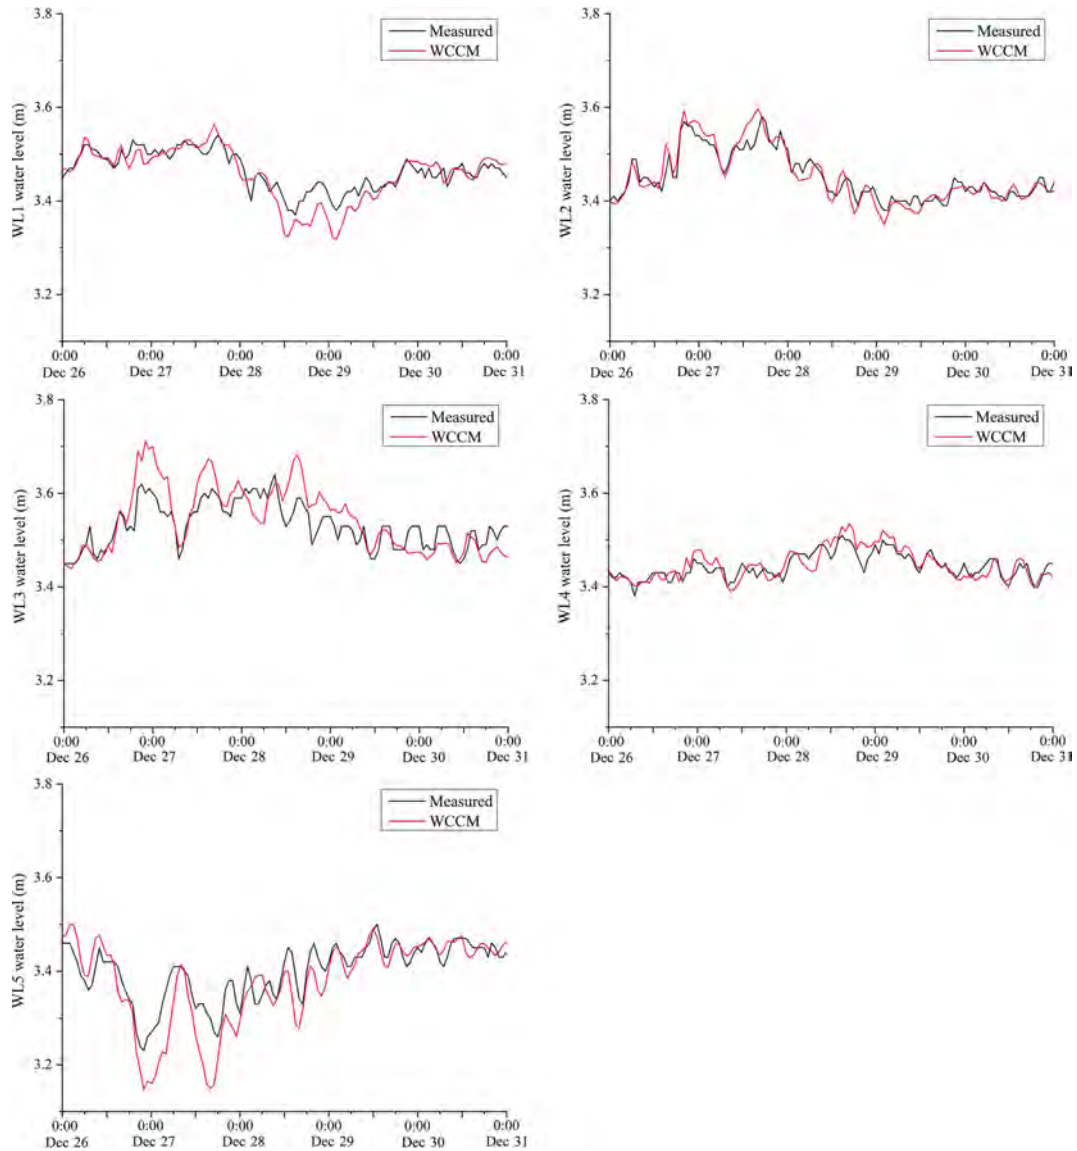 Measured
WCCM
WL1 water level (m)
3.8
3.6
3.4
3.2
0:00 0:00 0:00 0:00 0:00 0:00
Dec 26 Dec 27 Dec 28 Dec 29 Dec 30 Dec 31
Measured
WCCM
WL2 water level (m)
3.8
3.6
3.4
3.2
0:00 0:00 0:00 0:00 0:00 0:00
Dec 26 Dec 27 Dec 28 Dec 29 Dec 30 Dec 31
Measured
WCCM
WL3 water level (m)
3.8
3.6
3.4
3.2
0:00 0:00 0:00 0:00 0:00 0:00
Dec 26 Dec 27 Dec 28 Dec 29 Dec 30 Dec 31
Measured
WCCM
WL4 water level (m)
3.8
3.6
3.4
3.2
0:00 0:00 0:00 0:00 0:00 0:00
Dec 26 Dec 27 Dec 28 Dec 29 Dec 30 Dec 31
Measured
WCCM
WL5 water level (m)
3.8
3.6
3.4
3.2
0:00 0:00 0:00 0:00 0:00 0:00
Dec 26 Dec 27 Dec 28 Dec 29 Dec 30 Dec 31